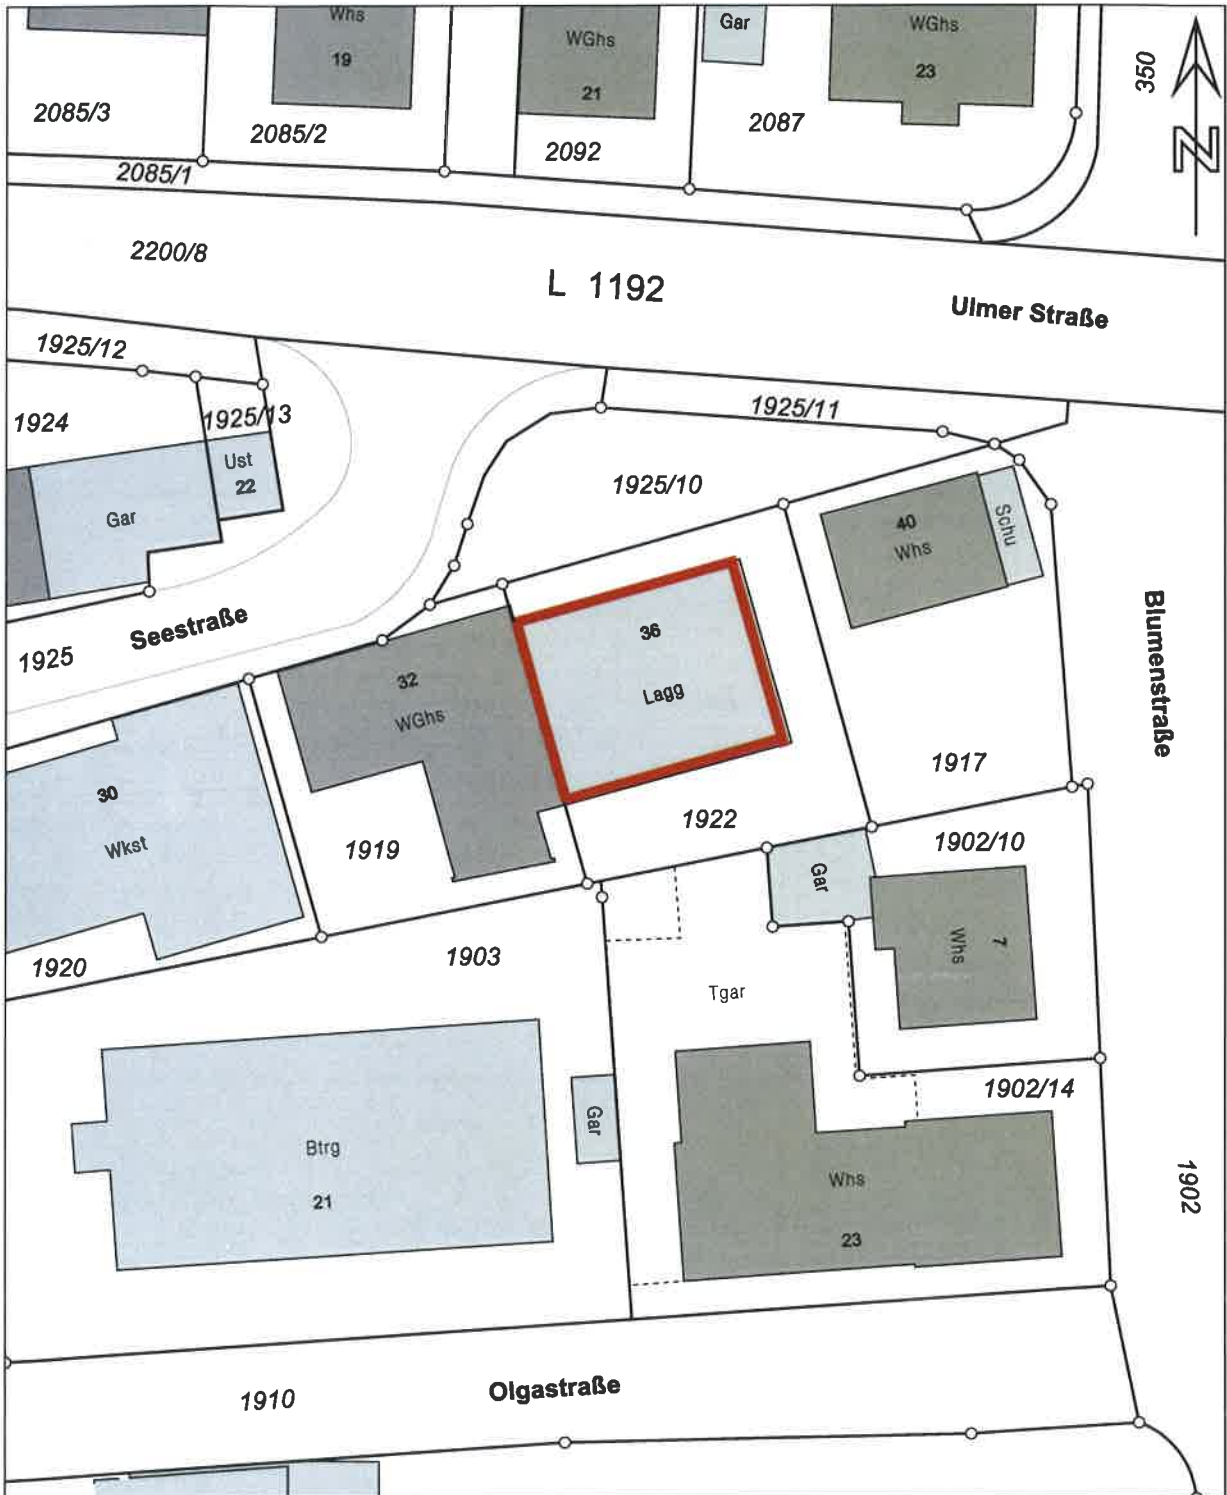 Whs
19
WGhs
21
Gar
WGhs
23
350
N
2085/3
2085/2
2092
2087
2085/1
2200/8
L 1192
Ulmer Straße
1925/12
1924
1925/13
Ust
22
Gar
1925/11
1925/10
40
Whs
Schu
Seestraße
1925
36
Lagg
32
WGhs
Blumenstraße
30
Wkst
1919
1922
1917
1902/10
Gar
7
Whs
1920
1903
Tgar
1902/14
Gar
Btrg
21
Whs
23
1902
1910
Olgastraße